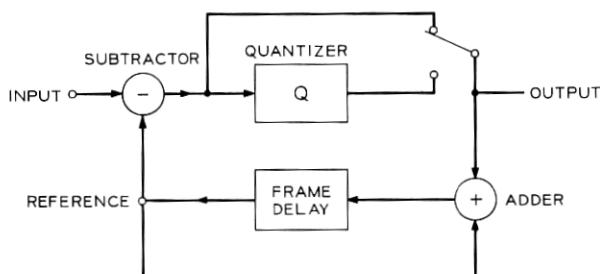 SUBTRACTOR
QUANTIZER
INPUT
−
Q
OUTPUT
REFERENCE
FRAME
DELAY
+
ADDER